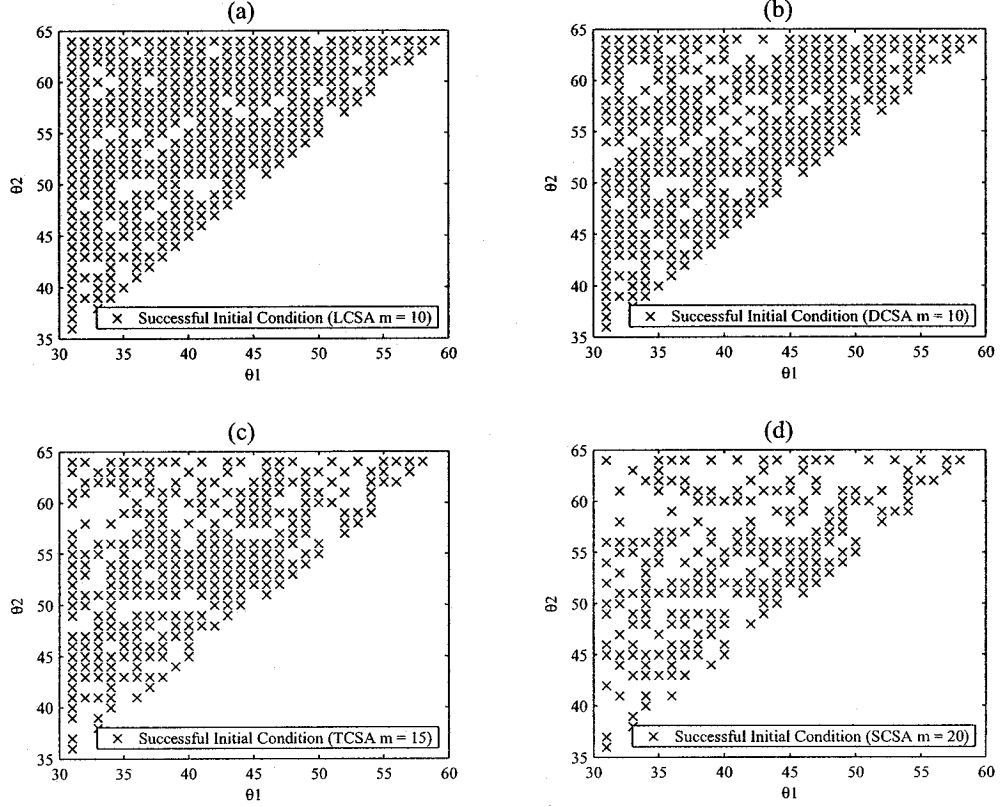 (a)
65
60
55
50
45
40
35
θ2
× Successful Initial Condition (LCSA m = 10)
30 35 40 45 50 55 60
θ1
(b)
65
60
55
50
45
40
35
θ2
× Successful Initial Condition (DCSA m = 10)
30 35 40 45 50 55 60
θ1
(c)
65
60
55
50
45
40
35
θ2
× Successful Initial Condition (TCSA m = 15)
30 35 40 45 50 55 60
θ1
(d)
65
60
55
50
45
40
35
θ2
× Successful Initial Condition (SCSA m = 20)
30 35 40 45 50 55 60
θ1